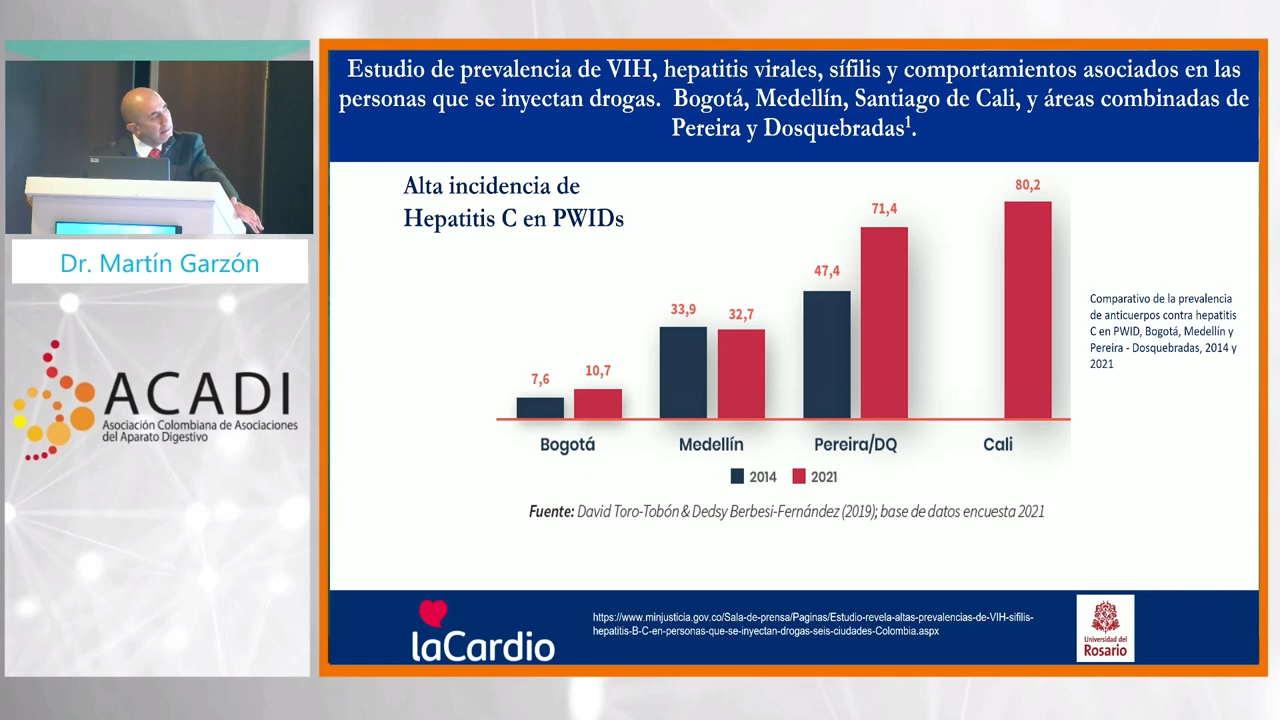 Estudio de prevalencia de VIH, hepatitis virales, sífilis y comportamientos asociados en las
personas que se inyectan drogas. Bogotá, Medellín, Santiago de Cali, y áreas combinadas de
Pereira y Dosquebradas¹.
Alta incidencia de
Hepatitis C en PWIDs
7,6
10,7
33,9
32,7
47,4
71,4
80,2
Bogotá
Medellín
Pereira/DQ
Cali
2014
2021
Comparativo de la prevalencia
de anticuerpos contra hepatitis
C en PWID, Bogotá, Medellín y
Pereira - Dosquebradas, 2014 y
2021
Fuente: David Toro-Tobón & Dedsy Berbesi-Fernández (2019); base de datos encuesta 2021
Dr. Martín Garzón
ACADI
Asociación Colombiana de Asociaciones
del Aparato Digestivo
laCardio
https://www.minjusticia.gov.co/Sala-de-prensa/Paginas/Estudio-revela-altas-prevalencias-de-VIH-sifilis-
hepatitis-B-C-en-personas-que-se-inyectan-drogas-seis-ciudades-Colombia.aspx
Universidad del
Rosario